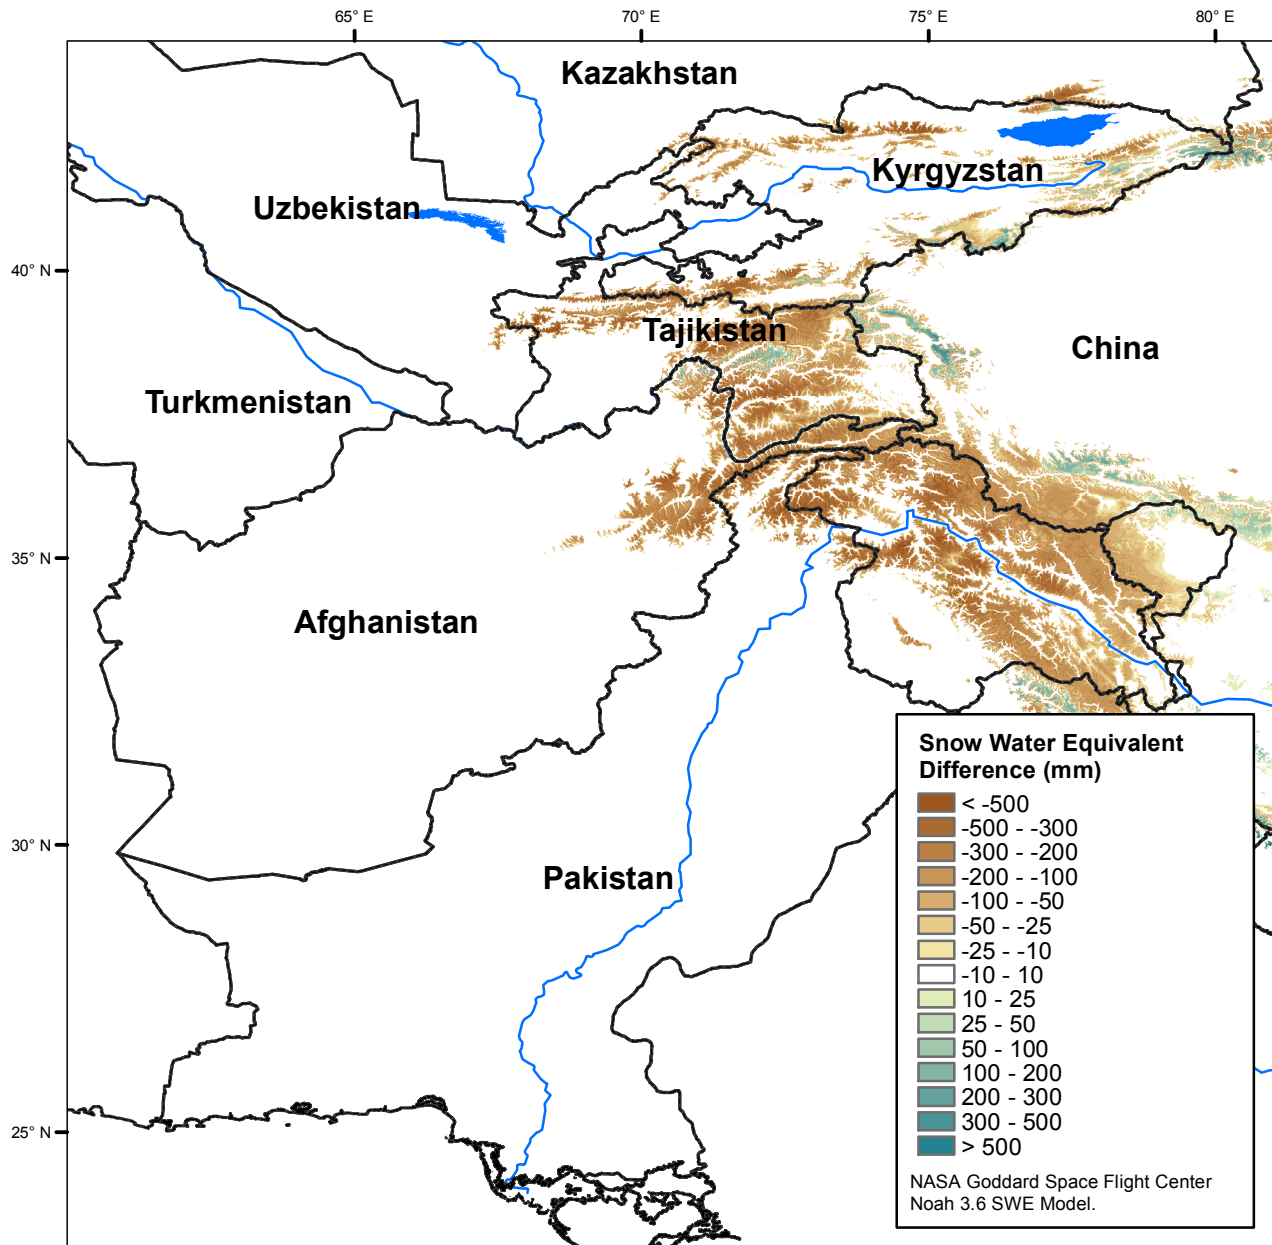 65° E
70° E
75° E
80° E
Kazakhstan
Kyrgyzstan
Uzbekistan
40° N
Tajikistan
China
Turkmenistan
35° N
Afghanistan
Snow Water Equivalent
Difference (mm)
< -500
-500 - -300
-300 - -200
-200 - -100
-100 - -50
-50 - -25
-25 - -10
-10 - 10
10 - 25
25 - 50
50 - 100
100 - 200
200 - 300
300 - 500
> 500
NASA Goddard Space Flight Center
Noah 3.6 SWE Model.
30° N
Pakistan
25° N